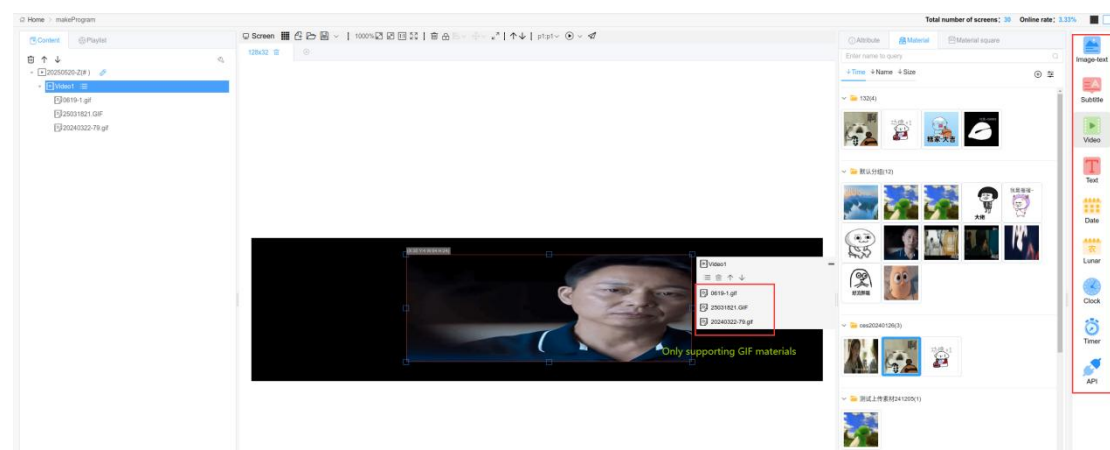 Home > makeProgram
Total number of screens: 30 Online rate: 3.33%
Content
Playlist
20250520-Z(# )
Video1
0619-1.gif
25031821.GIF
20240322-79.gif
Screen
1000%
p1:p1
128x32
Video1
0619-1.gif
25031821.GIF
20240322-79.gif
Only supporting GIF materials
Attribute
Material
Material square
Enter name to query
Time Name Size
132(4)
默认分组(12)
大佬
ces20240126(3)
测试上传素材241205(1)
Image-text
Subtitle
Video
Text
Date
Lunar
Clock
Timer
API